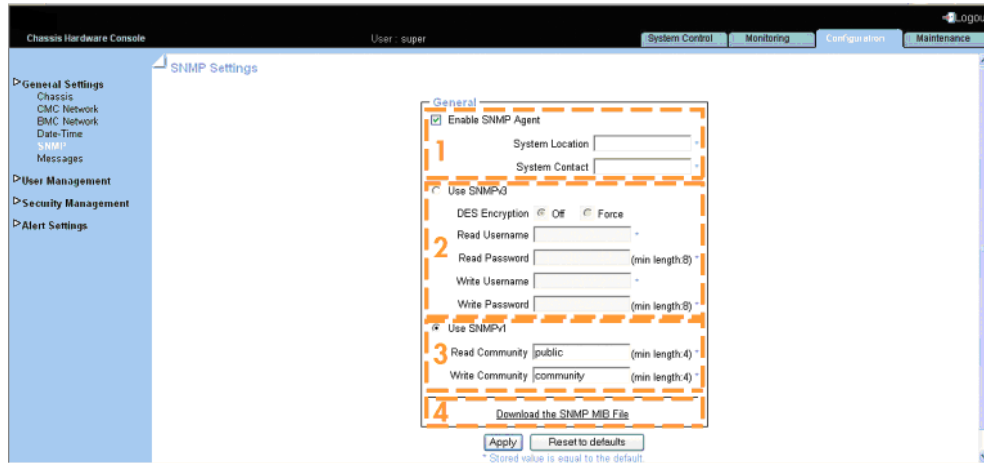 Logou
Chassis Hardware Console
User : super
System Control
Monitoring
Configuration
Maintenance
SNMP Settings
General Settings
Chassis
CMC Network
BMC Network
Date-Time
SNMP
Messages
User Management
Security Management
Alert Settings
General
1
Enable SNMP Agent
System Location *
System Contact *
2
Use SNMPv3
DES Encryption Off Force
Read Username *
Read Password (min length:8) *
Write Username *
Write Password (min length:8) *
3
Use SNMPv1
Read Community public (min length:4) *
Write Community community (min length:4) *
4
Download the SNMP MIB File
Apply Reset to defaults
* Stored value is equal to the default.